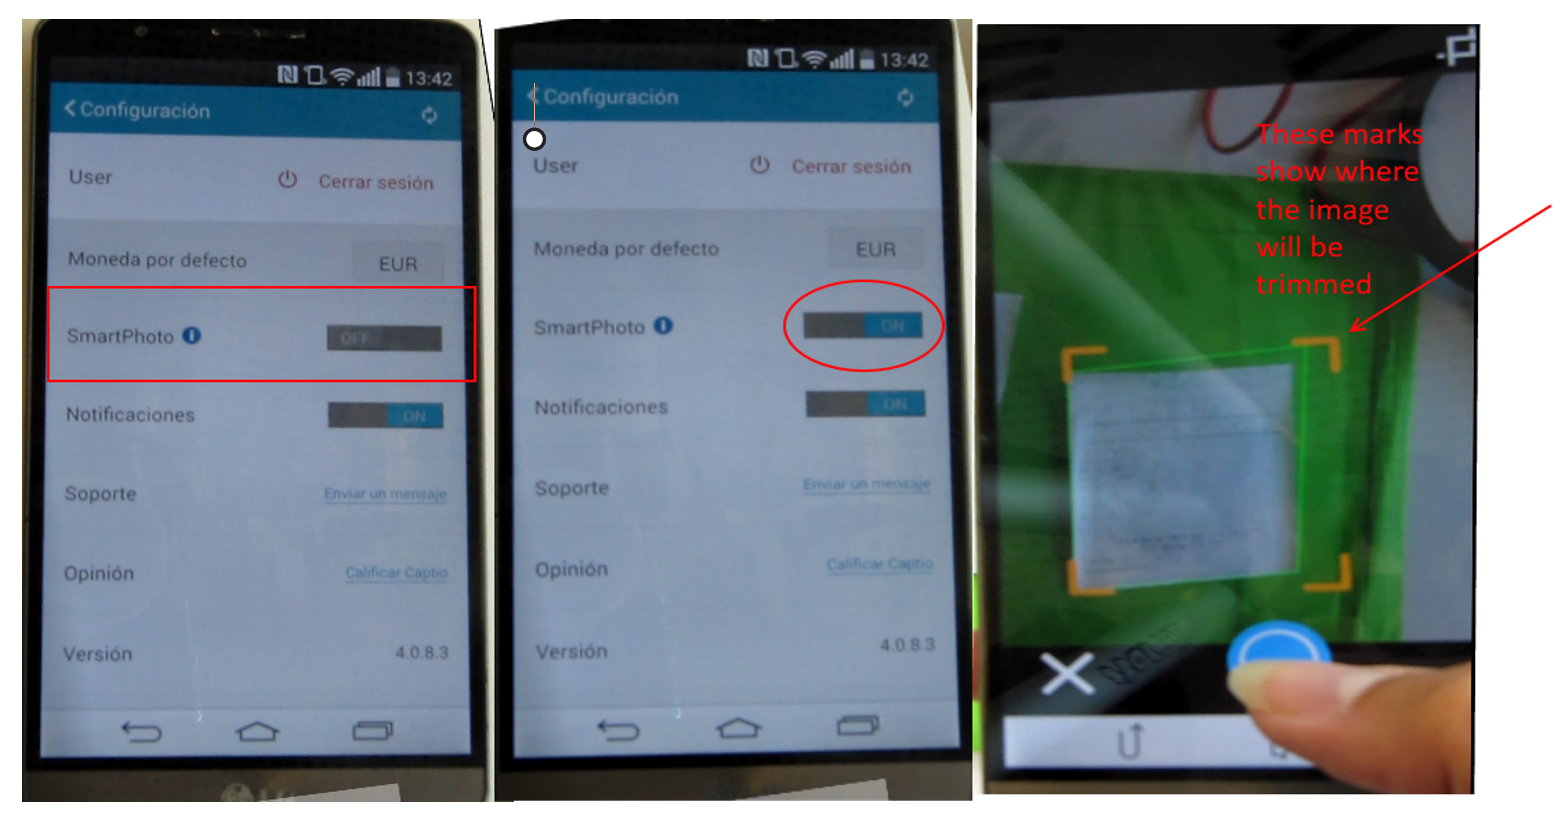 13:42
Configuración
User
Cerrar sesión
Moneda por defecto
EUR
SmartPhoto
OFF
Notificaciones
ON
Soporte
Enviar un mensaje
Opinión
Calificar Captio
Versión
4.0.8.3
LG
13:42
Configuración
User
Cerrar sesión
Moneda por defecto
EUR
SmartPhoto
ON
Notificaciones
ON
Soporte
Enviar un mensaje
Opinión
Calificar Captio
Versión
4.0.8.3
These marks
show where
the image
will be
trimmed